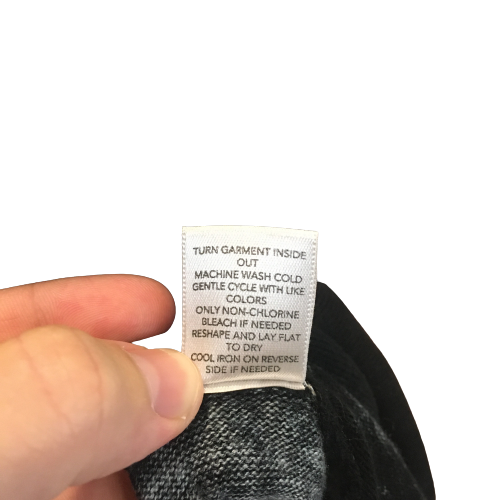 TURN GARMENT INSIDE
OUT
MACHINE WASH COLD
GENTLE CYCLE WITH LIKE
COLORS
ONLY NON-CHLORINE
BLEACH IF NEEDED
RESHAPE AND LAY FLAT
TO DRY
COOL IRON ON REVERSE
SIDE IF NEEDED